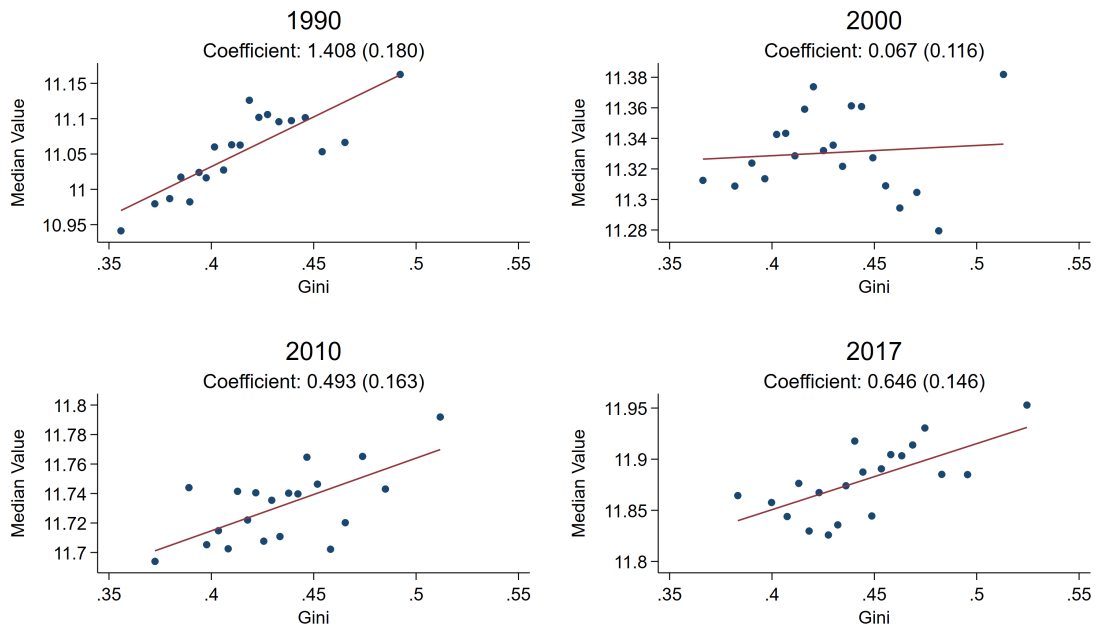 1990
Coefficient: 1.408 (0.180)
Median Value
11.15
11.1
11.05
11
10.95
.35 .4 .45 .5 .55
Gini
2000
Coefficient: 0.067 (0.116)
Median Value
11.38
11.36
11.34
11.32
11.3
11.28
.35 .4 .45 .5 .55
Gini
2010
Coefficient: 0.493 (0.163)
Median Value
11.8
11.78
11.76
11.74
11.72
11.7
.35 .4 .45 .5 .55
Gini
2017
Coefficient: 0.646 (0.146)
Median Value
11.95
11.9
11.85
11.8
.35 .4 .45 .5 .55
Gini